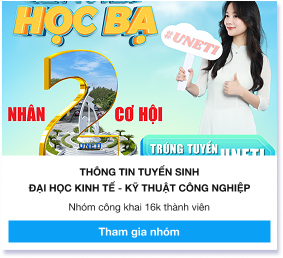 HỌC BẠ
#UNETI
NHÂN 2 CƠ HỘI
UNETI
TRÚNG TUYỂN
UNETI
THÔNG TIN TUYỂN SINH
ĐẠI HỌC KINH TẾ - KỸ THUẬT CÔNG NGHIỆP
Nhóm công khai 16k thành viên
Tham gia nhóm